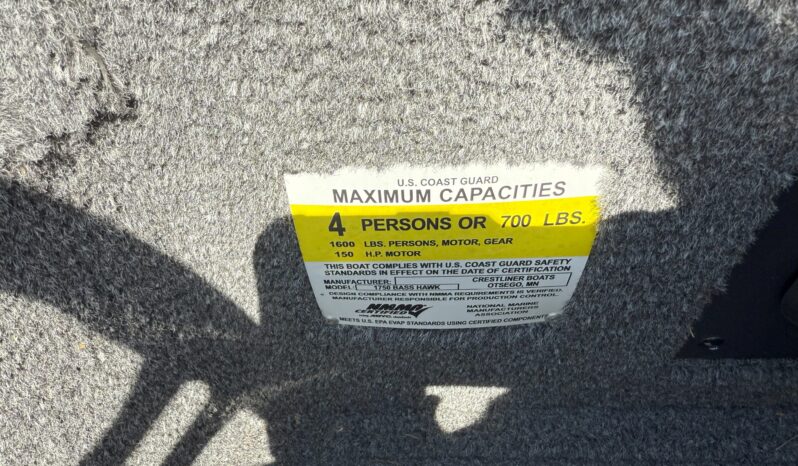 U.S. COAST GUARD
MAXIMUM CAPACITIES
4 PERSONS OR 700 LBS.
1600 LBS. PERSONS, MOTOR, GEAR
150 H.P. MOTOR
THIS BOAT COMPLIES WITH U.S. COAST GUARD SAFETY
STANDARDS IN EFFECT ON THE DATE OF CERTIFICATION
MANUFACTURER: CRESTLINER BOATS
MODEL: 1750 BASS HAWK OTSEGO, MN
DESIGN COMPLIANCE WITH NMMA REQUIREMENTS IS VERIFIED.
MANUFACTURER RESPONSIBLE FOR PRODUCTION CONTROL.
NMMA
CERTIFIED
NATIONAL MARINE
MANUFACTURERS
ASSOCIATION
MEETS U.S. EPA EVAP STANDARDS USING CERTIFIED COMPONENTS